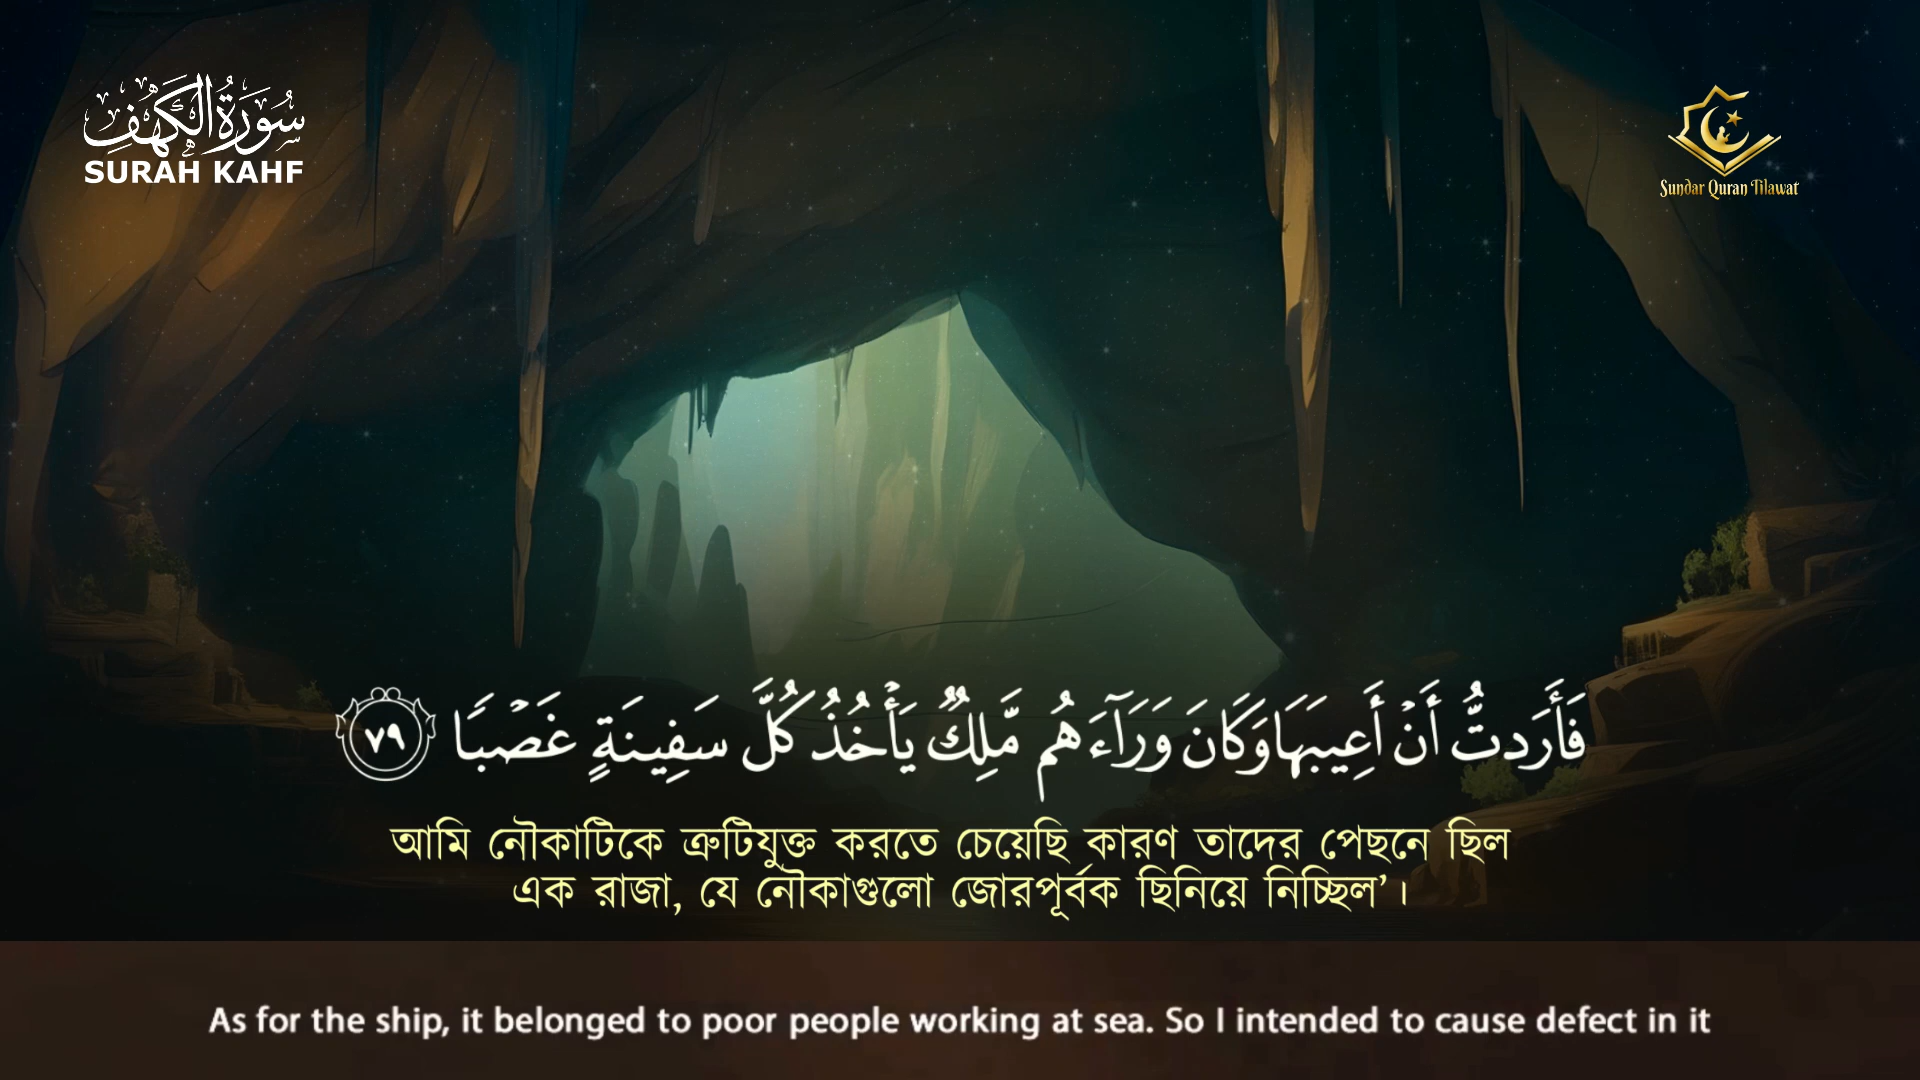 سُورَةُ الْكَهْفِ
SURAH KAHF
Sundar Quran Tilawat
فَأَرَدتُّ أَنْ أَعِيبَهَا وَكَانَ وَرَآءَهُم مَّلِكٌ يَأْخُذُ كُلَّ سَفِينَةٍ غَصْبًا ٧٩
আমি নৌকাটিকে ত্রুটিযুক্ত করতে চেয়েছি কারণ তাদের পেছনে ছিল
এক রাজা, যে নৌকাগুলো জোরপূর্বক ছিনিয়ে নিচ্ছিল’।
As for the ship, it belonged to poor people working at sea. So I intended to cause defect in it